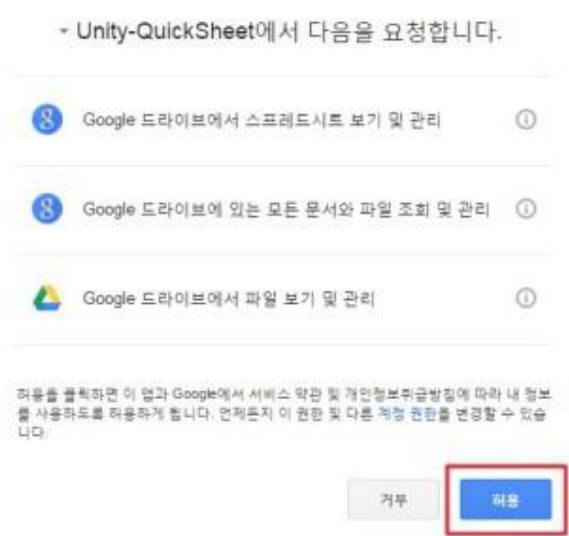 Unity-QuickSheet에서 다음을 요청합니다.
Google 드라이브에서 스프레드시트 보기 및 관리
Google 드라이브에 있는 모든 문서와 파일 조회 및 관리
Google 드라이브에서 파일 보기 및 관리
허용을 클릭하면 이 앱과 Google에서 서비스 약관 및 개인정보취급방침에 따라 내 정보
를 사용하도록 허용하게 됩니다. 언제든지 이 권한 및 다른 계정 권한을 변경할 수 있습
니다.
거부 허용